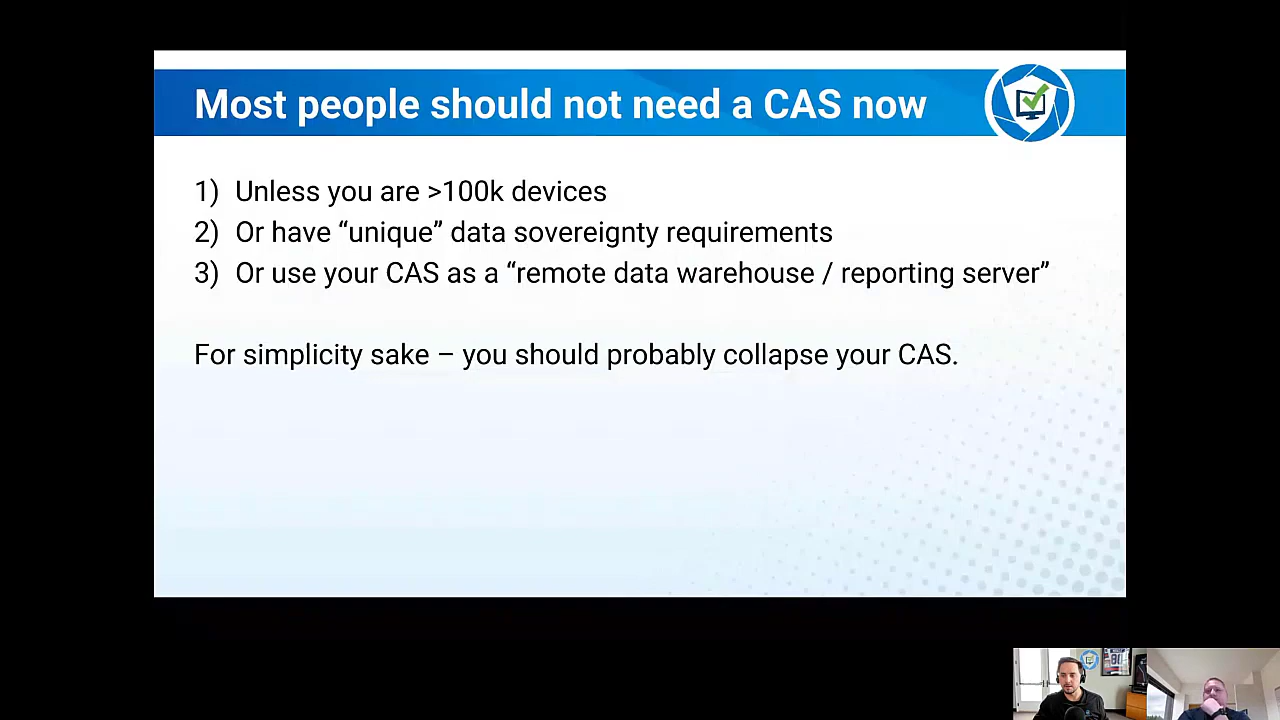 Most people should not need a CAS now
1) Unless you are >100k devices
2) Or have “unique” data sovereignty requirements
3) Or use your CAS as a “remote data warehouse / reporting server”
For simplicity sake – you should probably collapse your CAS.